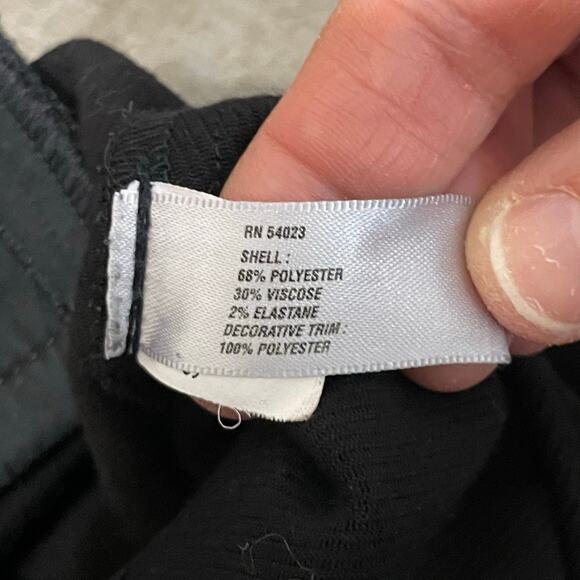 RN 54023
SHELL :
68% POLYESTER
30% VISCOSE
2% ELASTANE
DECORATIVE TRIM :
100% POLYESTER